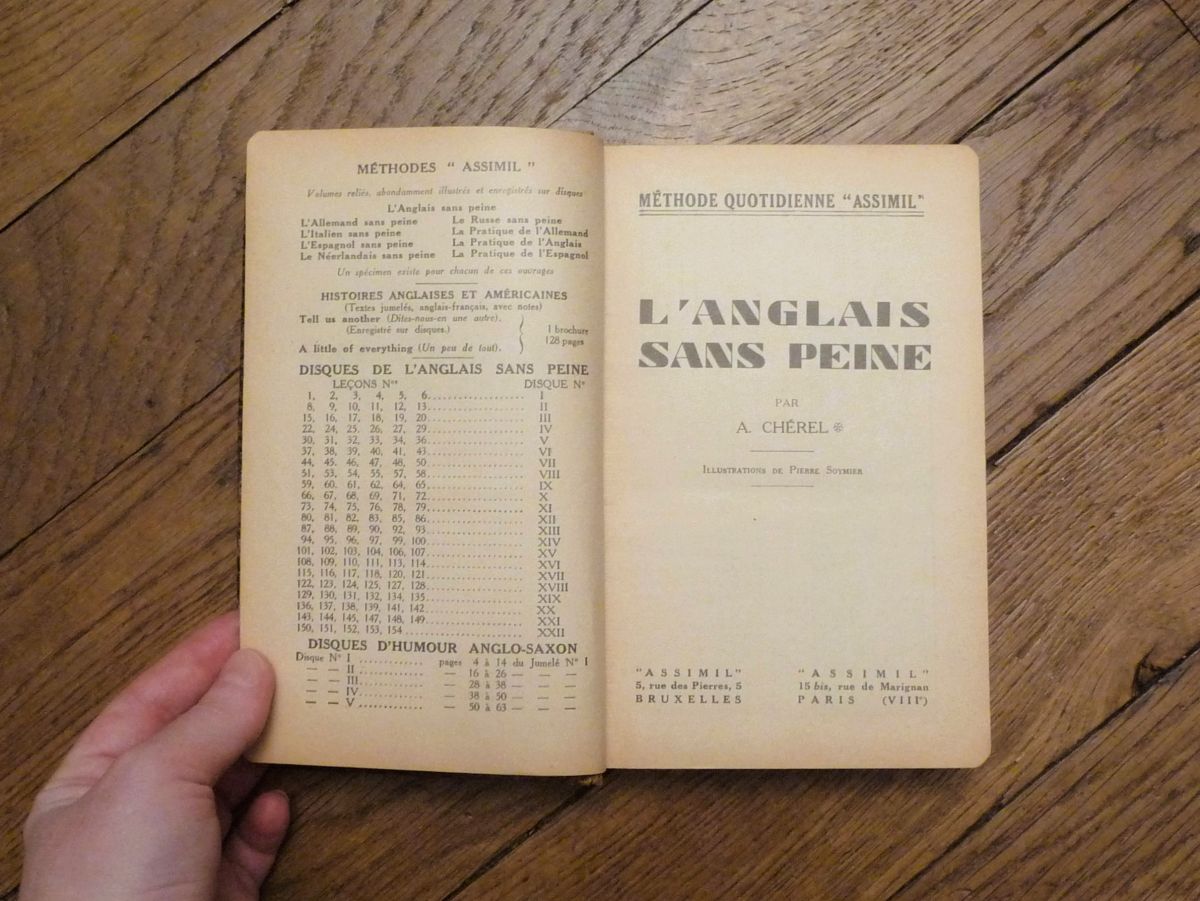 MÉTHODES " ASSIMIL "
Volumes reliés, abondamment illustrés et enregistrés sur disques
L'Anglais sans peine
L'Allemand sans peine Le Russe sans peine
L'Italien sans peine La Pratique de l'Allemand
L'Espagnol sans peine La Pratique de l'Anglais
Le Néerlandais sans peine La Pratique de l'Espagnol
Un spécimen existe pour chacun de ces ouvrages
HISTOIRES ANGLAISES ET AMÉRICAINES
(Textes jumelés, anglais-français, avec notes)
Tell us another (Dites-nous-en une autre).
(Enregistré sur disques.)
1 brochure
128 pages
A little of everything (Un peu de tout).
DISQUES DE L'ANGLAIS SANS PEINE
LEÇONS Nos DISQUE No
1, 2, 3, 4, 5, 6.................... I
8, 9, 10, 11, 12, 13.................... II
15, 16, 17, 18, 19, 20.................... III
22, 24, 25, 26, 27, 29.................... IV
30, 31, 32, 33, 34, 36.................... V
37, 38, 39, 40, 41, 43.................... VI
44, 45, 46, 47, 48, 50.................... VII
51, 53, 54, 55, 57, 58.................... VIII
59, 60, 61, 62, 64, 65.................... IX
66, 67, 68, 69, 71, 72.................... X
73, 74, 75, 76, 78, 79.................... XI
80, 81, 82, 83, 85, 86.................... XII
87, 88, 89, 90, 92, 93.................... XIII
94, 95, 96, 97, 99, 100.................... XIV
101, 102, 103, 104, 106, 107.................... XV
108, 109, 110, 111, 113, 114.................... XVI
115, 116, 117, 118, 120, 121.................... XVII
122, 123, 124, 125, 127, 128.................... XVIII
129, 130, 131, 132, 134, 135.................... XIX
136, 137, 138, 139, 141, 142.................... XX
143, 144, 145, 147, 148, 149.................... XXI
150, 151, 152, 153, 154.................... XXII
DISQUES D'HUMOUR ANGLO-SAXON
Disque No I ............ pages 4 à 14 du Jumelé No I
— — II ............ — 16 à 26 — — —
— — III............ — 28 à 38 — — —
— — IV............ — 38 à 50 — — —
— — V ............ — 50 à 63 — — —
MÉTHODE QUOTIDIENNE "ASSIMIL"
L'ANGLAIS
SANS PEINE
PAR
A. CHÉREL
ILLUSTRATIONS DE PIERRE SOYMIER
"ASSIMIL"
5, rue des Pierres, 5
BRUXELLES
"ASSIMIL"
15 bis, rue de Marignan
PARIS (VIIIe)